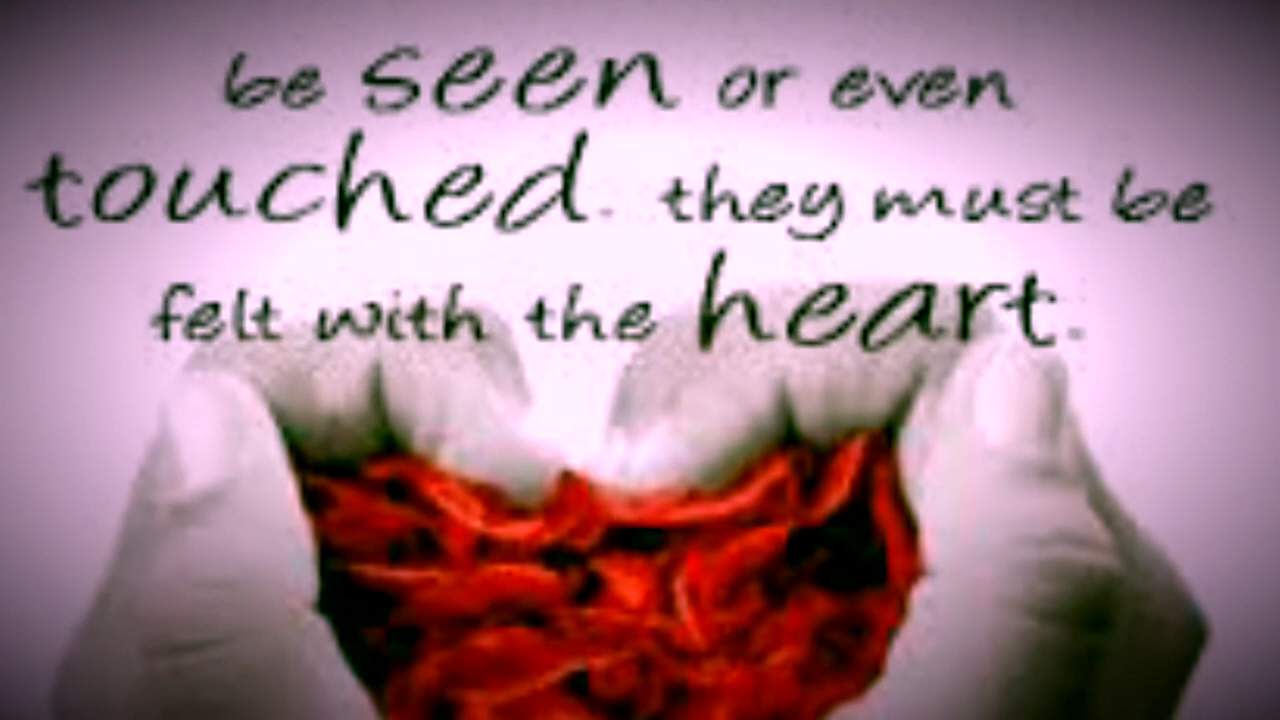 be seen or even
touched. they must be
felt with the heart.